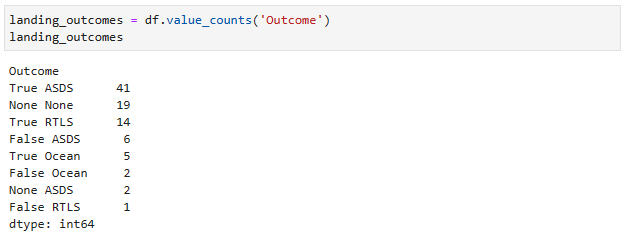 landing_outcomes = df.value_counts('Outcome')
landing_outcomes
Outcome
True ASDS      41
None None      19
True RTLS      14
False ASDS      6
True Ocean      5
False Ocean     2
None ASDS       2
False RTLS      1
dtype: int64